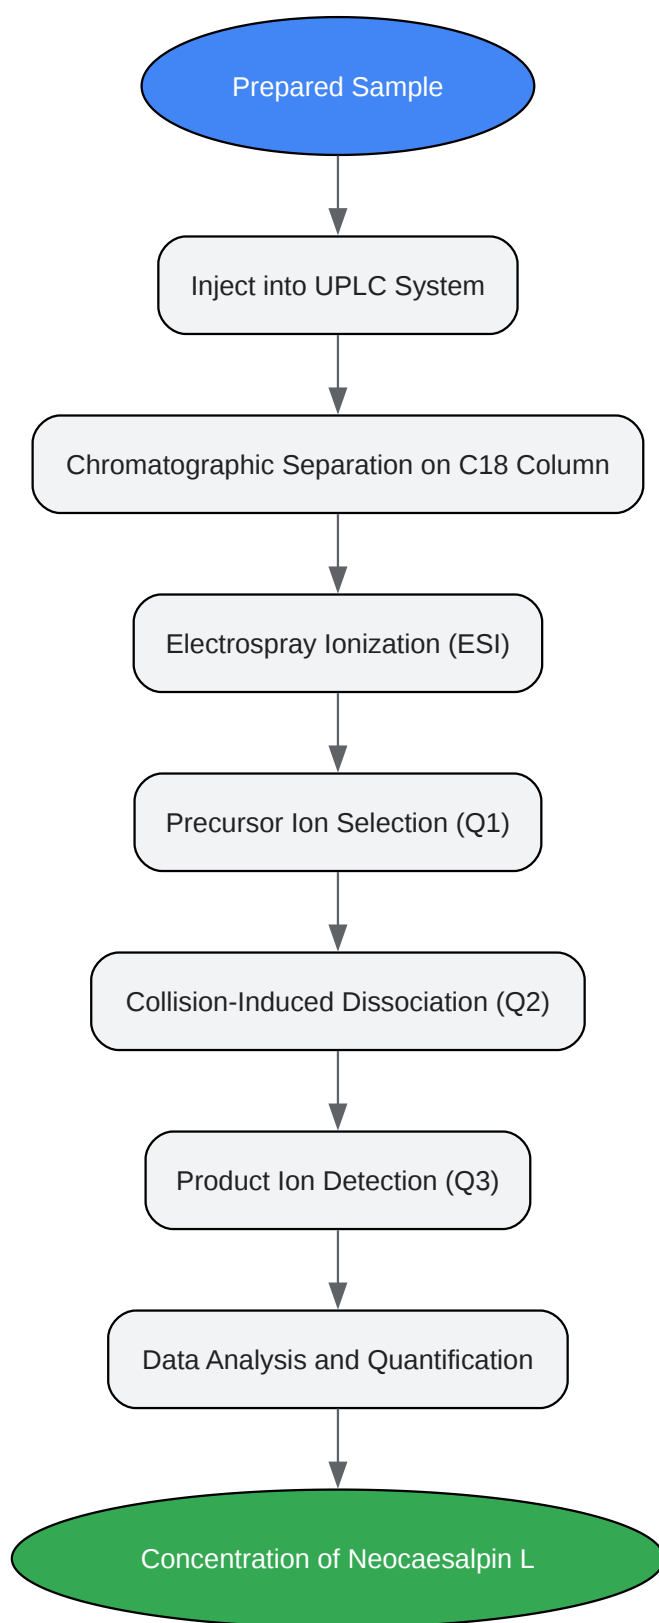 Prepared Sample
Inject into UPLC System
Chromatographic Separation on C18 Column
Electrospray Ionization (ESI)
Precursor Ion Selection (Q1)
Collision-Induced Dissociation (Q2)
Product Ion Detection (Q3)
Data Analysis and Quantification
Concentration of Neocaesalpin L